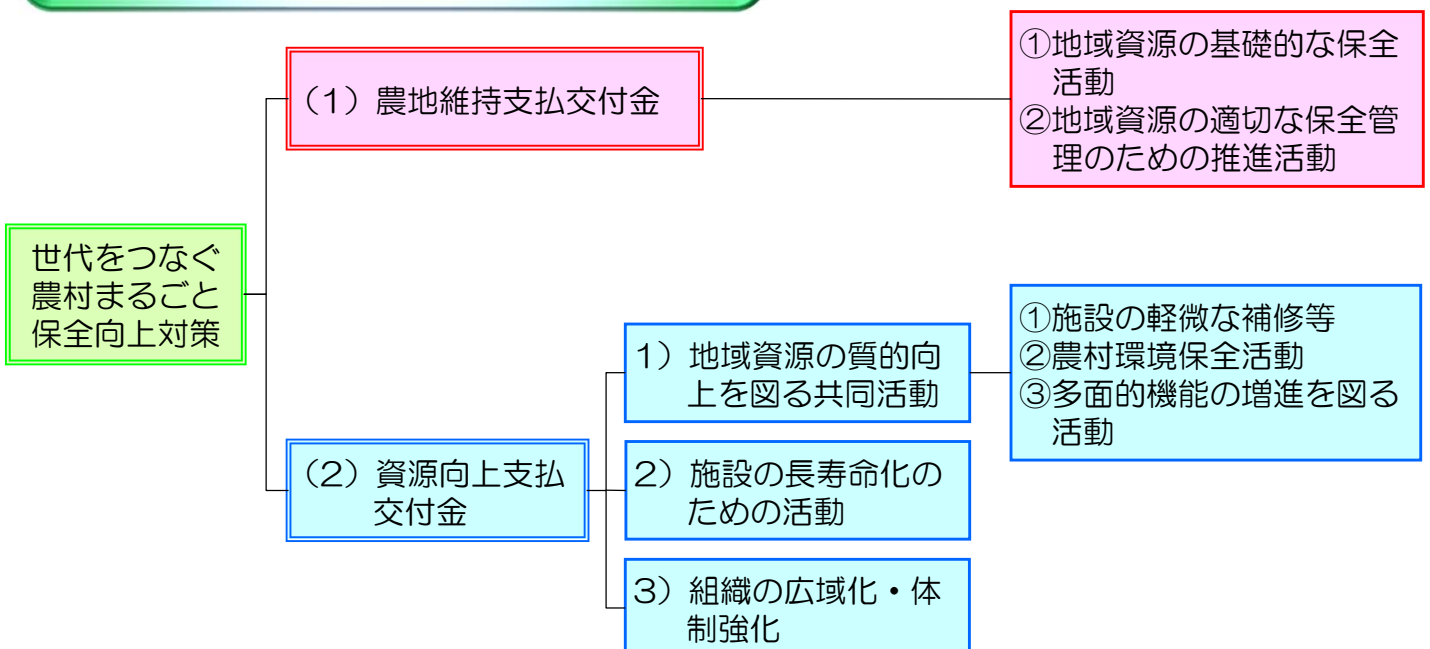 (1)農地維持支払交付金
①地域資源の基礎的な保全
活動
②地域資源の適切な保全管
理のための推進活動
世代をつなぐ
農村まるごと
保全向上対策
(2)資源向上支払
交付金
1)地域資源の質的向
上を図る共同活動
①施設の軽微な補修等
②農村環境保全活動
③多面的機能の増進を図る
活動
2)施設の長寿命化の
ための活動
3)組織の広域化・体
制強化